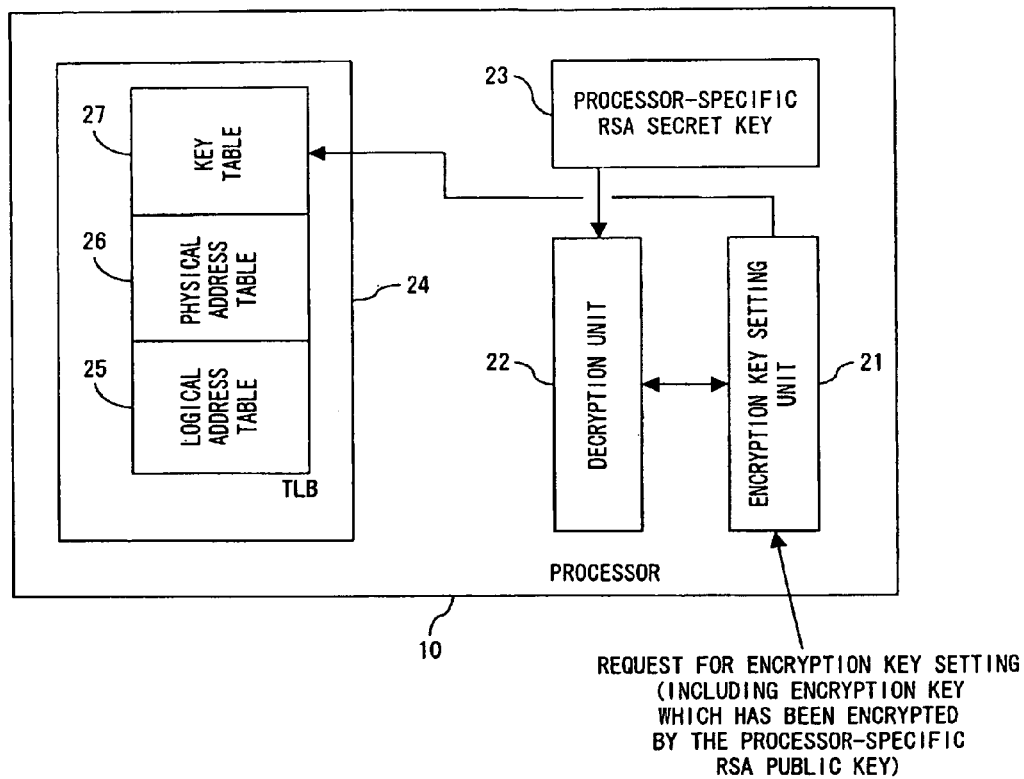 23
PROCESSOR-SPECIFIC
RSA SECRET KEY
27
KEY
TABLE
26
PHYSICAL
ADDRESS
TABLE
24
25
LOGICAL
ADDRESS
TABLE
TLB
22
DECRYPTION UNIT
ENCRYPTION KEY SETTING
UNIT
21
PROCESSOR
10
REQUEST FOR ENCRYPTION KEY SETTING
(INCLUDING ENCRYPTION KEY
WHICH HAS BEEN ENCRYPTED
BY THE PROCESSOR-SPECIFIC
RSA PUBLIC KEY)